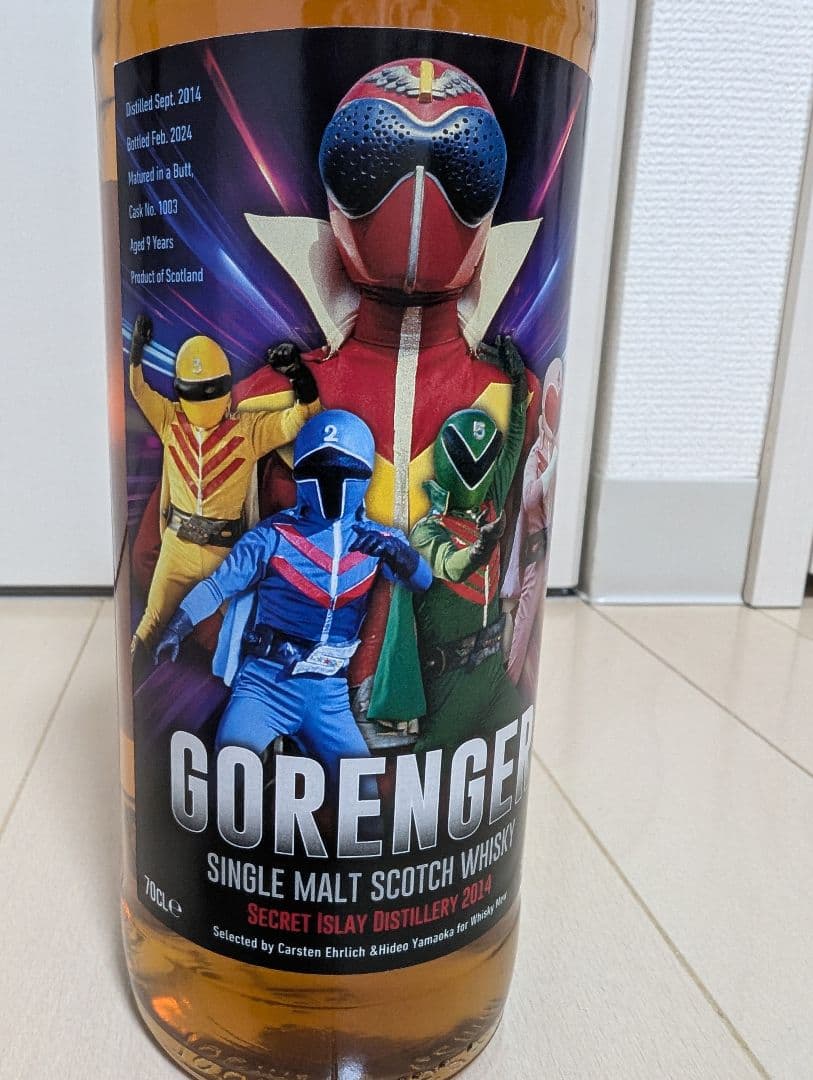 Distilled Sept. 2014
Bottled Feb. 2024
Matured in a Butt,
Cask No. 1003
Aged 9 Years
Product of Scotland
3
2
5
GORENGER
SINGLE MALT SCOTCH WHISKY
SECRET ISLAY DISTILLERY 2014
70CLe
Selected by Carsten Ehrlich &Hideo Yamaoka for Whisky Mew